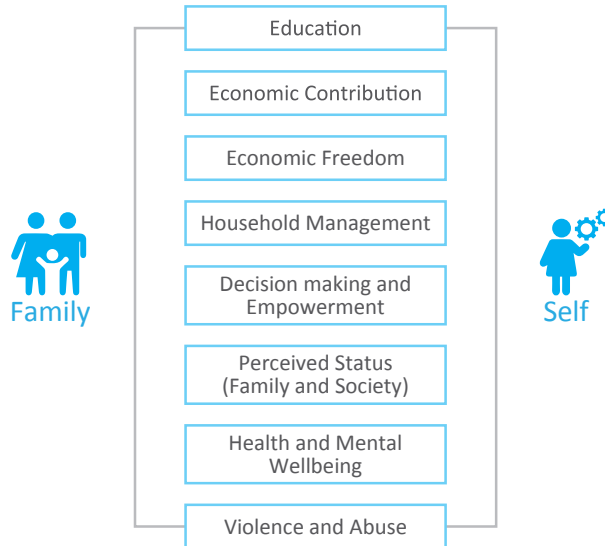 Education
Economic Contribution
Economic Freedom
Household Management
Decision making and
Empowerment
Perceived Status
(Family and Society)
Health and Mental
Wellbeing
Violence and Abuse
Family
Self